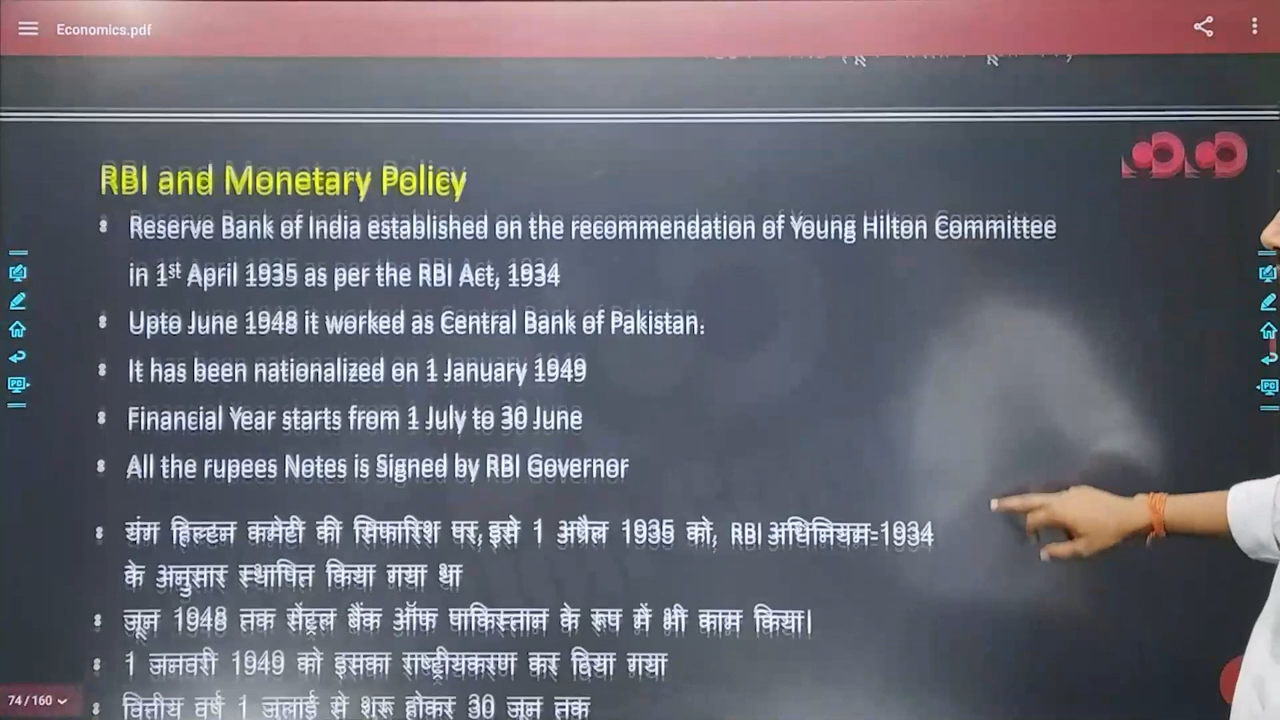 Economics.pdf
RBI and Monetary Policy
Reserve Bank of India established on the recommendation of Young Hilton Committee
in 1st April 1935 as per the RBI Act, 1934
Upto June 1948 it worked as Central Bank of Pakistan.
It has been nationalized on 1 January 1949
Financial Year starts from 1 July to 30 June
All the rupees Notes is Signed by RBI Governor
यंग हिल्टन कमेटी की सिफारिश पर, इसे 1 अप्रैल 1935 को, RBI अधिनियम-1934
के अनुसार स्थापित किया गया था
जून 1948 तक सेंट्रल बैंक ऑफ पाकिस्तान के रूप में भी काम किया।
1 जनवरी 1949 को इसका राष्ट्रीयकरण कर दिया गया
वित्तीय वर्ष 1 जुलाई से शुरू होकर 30 जून तक
74 / 160